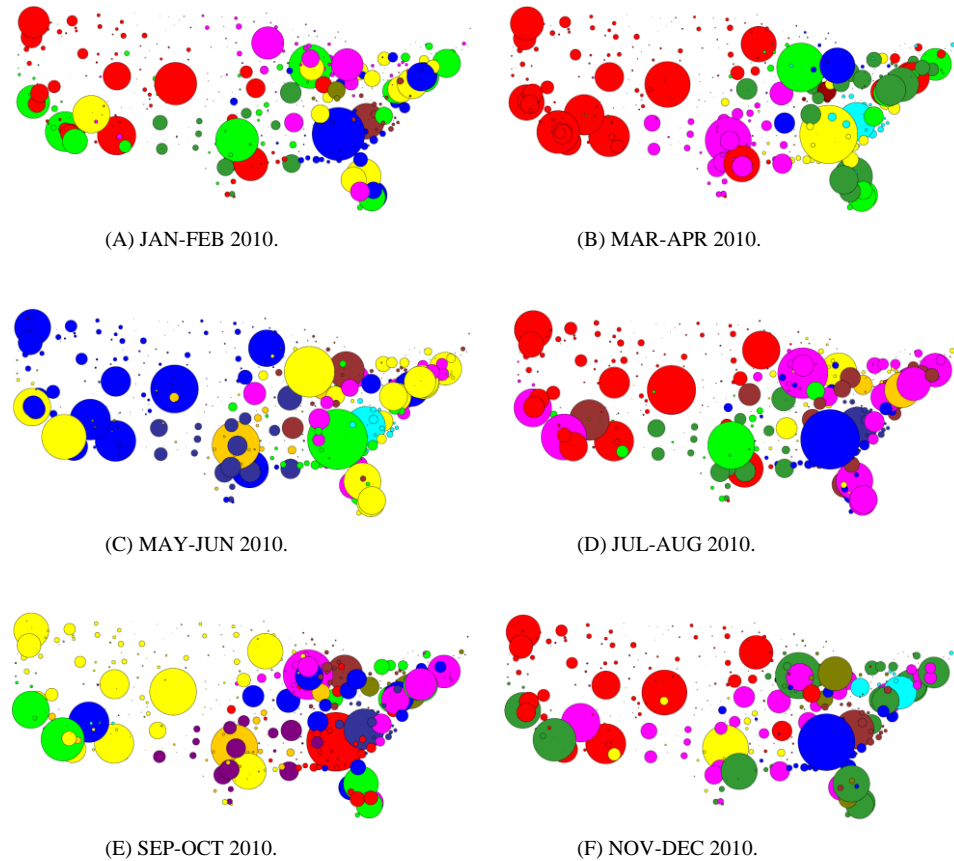 (A) JAN-FEB 2010.
(B) MAR-APR 2010.
(C) MAY-JUN 2010.
(D) JUL-AUG 2010.
(E) SEP-OCT 2010.
(F) NOV-DEC 2010.